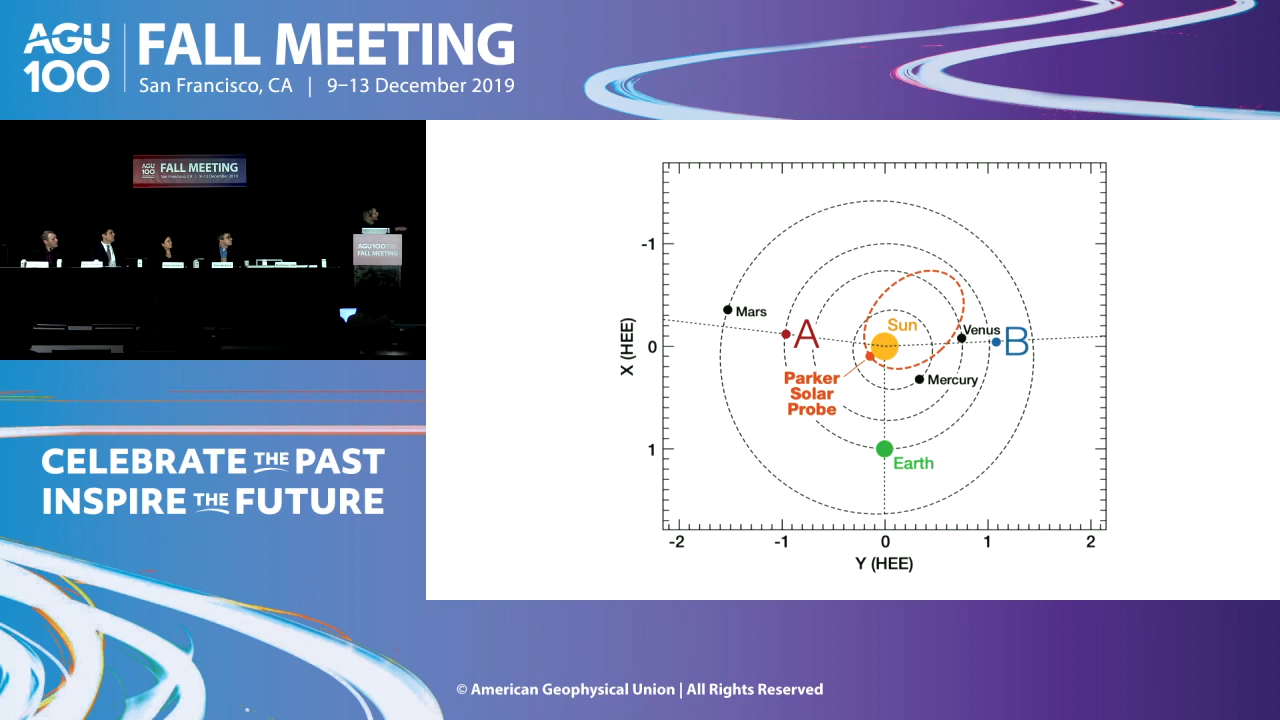 AGU
100
FALL MEETING
San Francisco, CA | 9–13 December 2019
AGU
100
FALL MEETING
San Francisco, CA | 9–13 December 2019
AGU100
FALL MEETING
CELEBRATE THE PAST
INSPIRE THE FUTURE
X (HEE)
-1
0
1
Mars
A
Sun
Venus
B
Parker
Solar
Probe
Mercury
Earth
-2
-1
0
1
2
Y (HEE)
© American Geophysical Union | All Rights Reserved